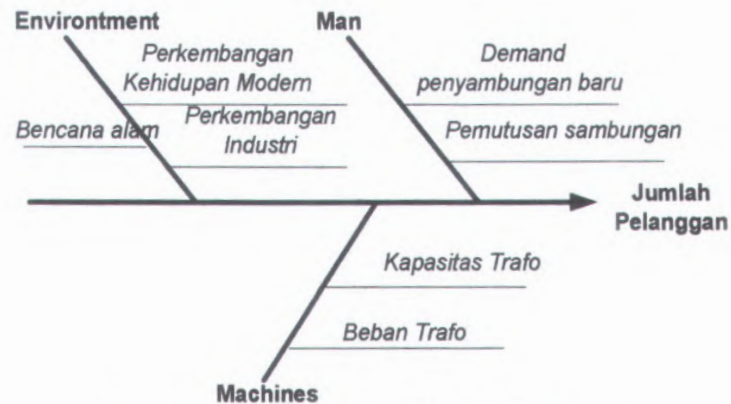 Environtment
Man
Perkembangan
Kehidupan Modern
Bencana alam
Perkembangan
Industri
Demand
penyambungan baru
Pemutusan sambungan
Jumlah
Pelanggan
Kapasitas Trafo
Beban Trafo
Machines